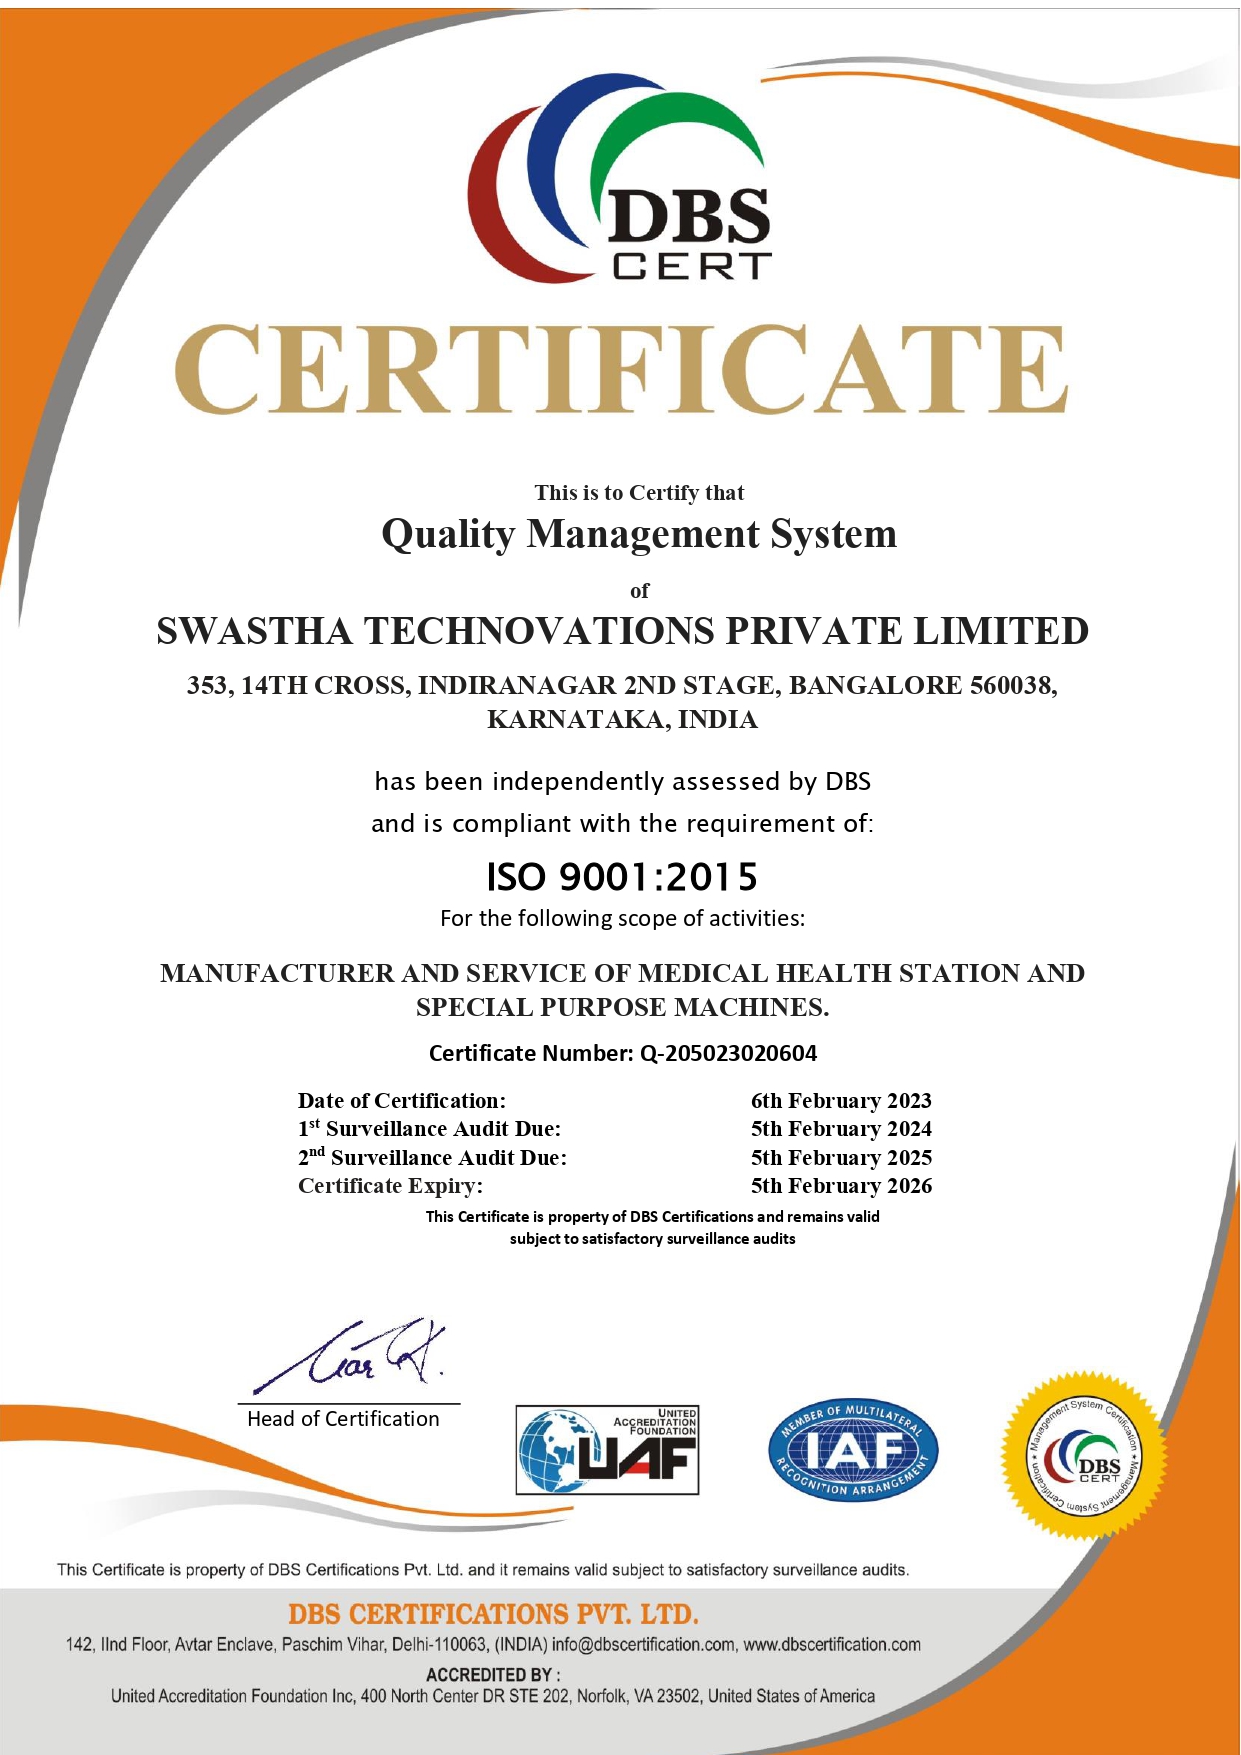 DBS
CERT
CERTIFICATE
This is to Certify that
Quality Management System
of
SWASTHA TECHNOVATIONS PRIVATE LIMITED
353, 14TH CROSS, INDIRANAGAR 2ND STAGE, BANGALORE 560038,
KARNATAKA, INDIA
has been independently assessed by DBS
and is compliant with the requirement of:
ISO 9001:2015
For the following scope of activities:
MANUFACTURER AND SERVICE OF MEDICAL HEALTH STATION AND
SPECIAL PURPOSE MACHINES.
Certificate Number: Q-205023020604
Date of Certification: 6th February 2023
1st Surveillance Audit Due: 5th February 2024
2nd Surveillance Audit Due: 5th February 2025
Certificate Expiry: 5th February 2026
This Certificate is property of DBS Certifications and remains valid
subject to satisfactory surveillance audits
Head of Certification
UNITED
ACCREDITATION
FOUNDATION
UAF
MEMBER OF MULTILATERAL
IAF
RECOGNITION ARRANGEMENT
Management System Certification * Management System Certification *
DBS
CERT
This Certificate is property of DBS Certifications Pvt. Ltd. and it remains valid subject to satisfactory surveillance audits.
DBS CERTIFICATIONS PVT. LTD.
142, IInd Floor, Avtar Enclave, Paschim Vihar, Delhi-110063, (INDIA) info@dbscertification.com, www.dbscertification.com
ACCREDITED BY :
United Accreditation Foundation Inc, 400 North Center DR STE 202, Norfolk, VA 23502, United States of America